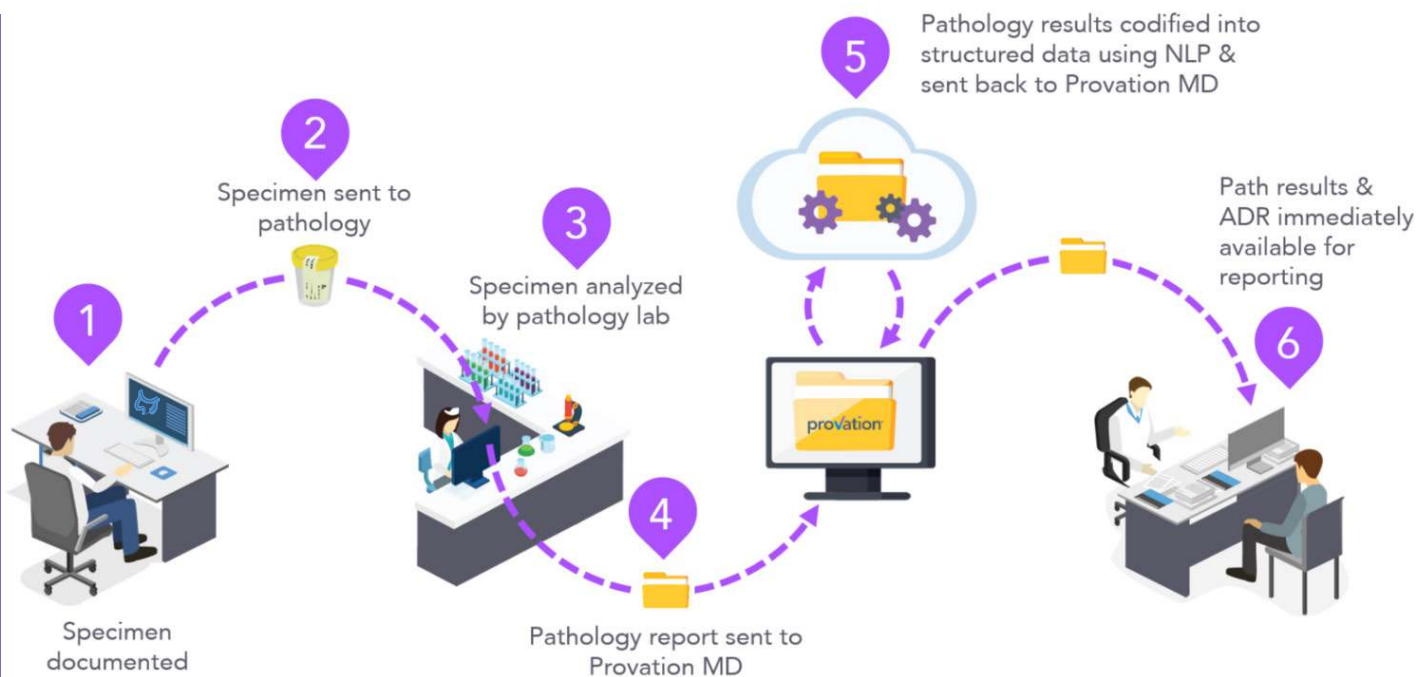 1
Specimen
documented
2
Specimen sent to
pathology
3
Specimen analyzed
by pathology lab
4
Pathology report sent to
Provation MD
provation
5
Pathology results codified into
structured data using NLP &
sent back to Provation MD
Path results &
ADR immediately
available for
reporting
6